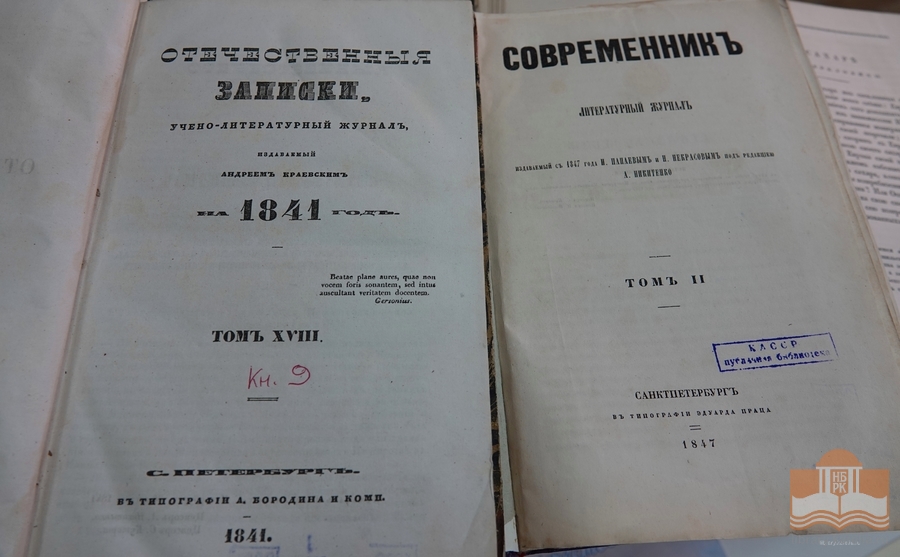 ОТЕЧЕСТВЕННЫЯ
ЗАПИСКИ,
УЧЕНО-ЛИТЕРАТУРНЫЙ ЖУРНАЛЪ,
ИЗДАВАЕМЫЙ
АНДРЕЕМЪ КРАЕВСКИМЪ
НА 1841 ГОДЪ.
Beatae plane aures, quae non
vocem foris sonantem, sed intus
auscultant veritatem docentem.
Gersonius.
ТОМЪ XVIII.
Кн. 9
С. ПЕТЕРБУРГЪ.
ВЪ ТИПОГРАФІИ А. БОРОДИНА И КОМП.
1841.
СОВРЕМЕННИКЪ
ЛИТЕРАТУРНЫЙ ЖУРНАЛЪ
ИЗДАВАЕМЫЙ СЪ 1847 ГОДА И. ПАНАЕВЫМЪ И Н. НЕКРАСОВЫМЪ ПОДЪ РЕДАКЦІЕЮ
А. НИКИТЕНКО
ТОМЪ II
КАССР
публичная библиотека
САНКТПЕТЕРБУРГЪ
ВЪ ТИПОГРАФІИ ЭДУАРДА ПРАЦА
1847
НБ
РК